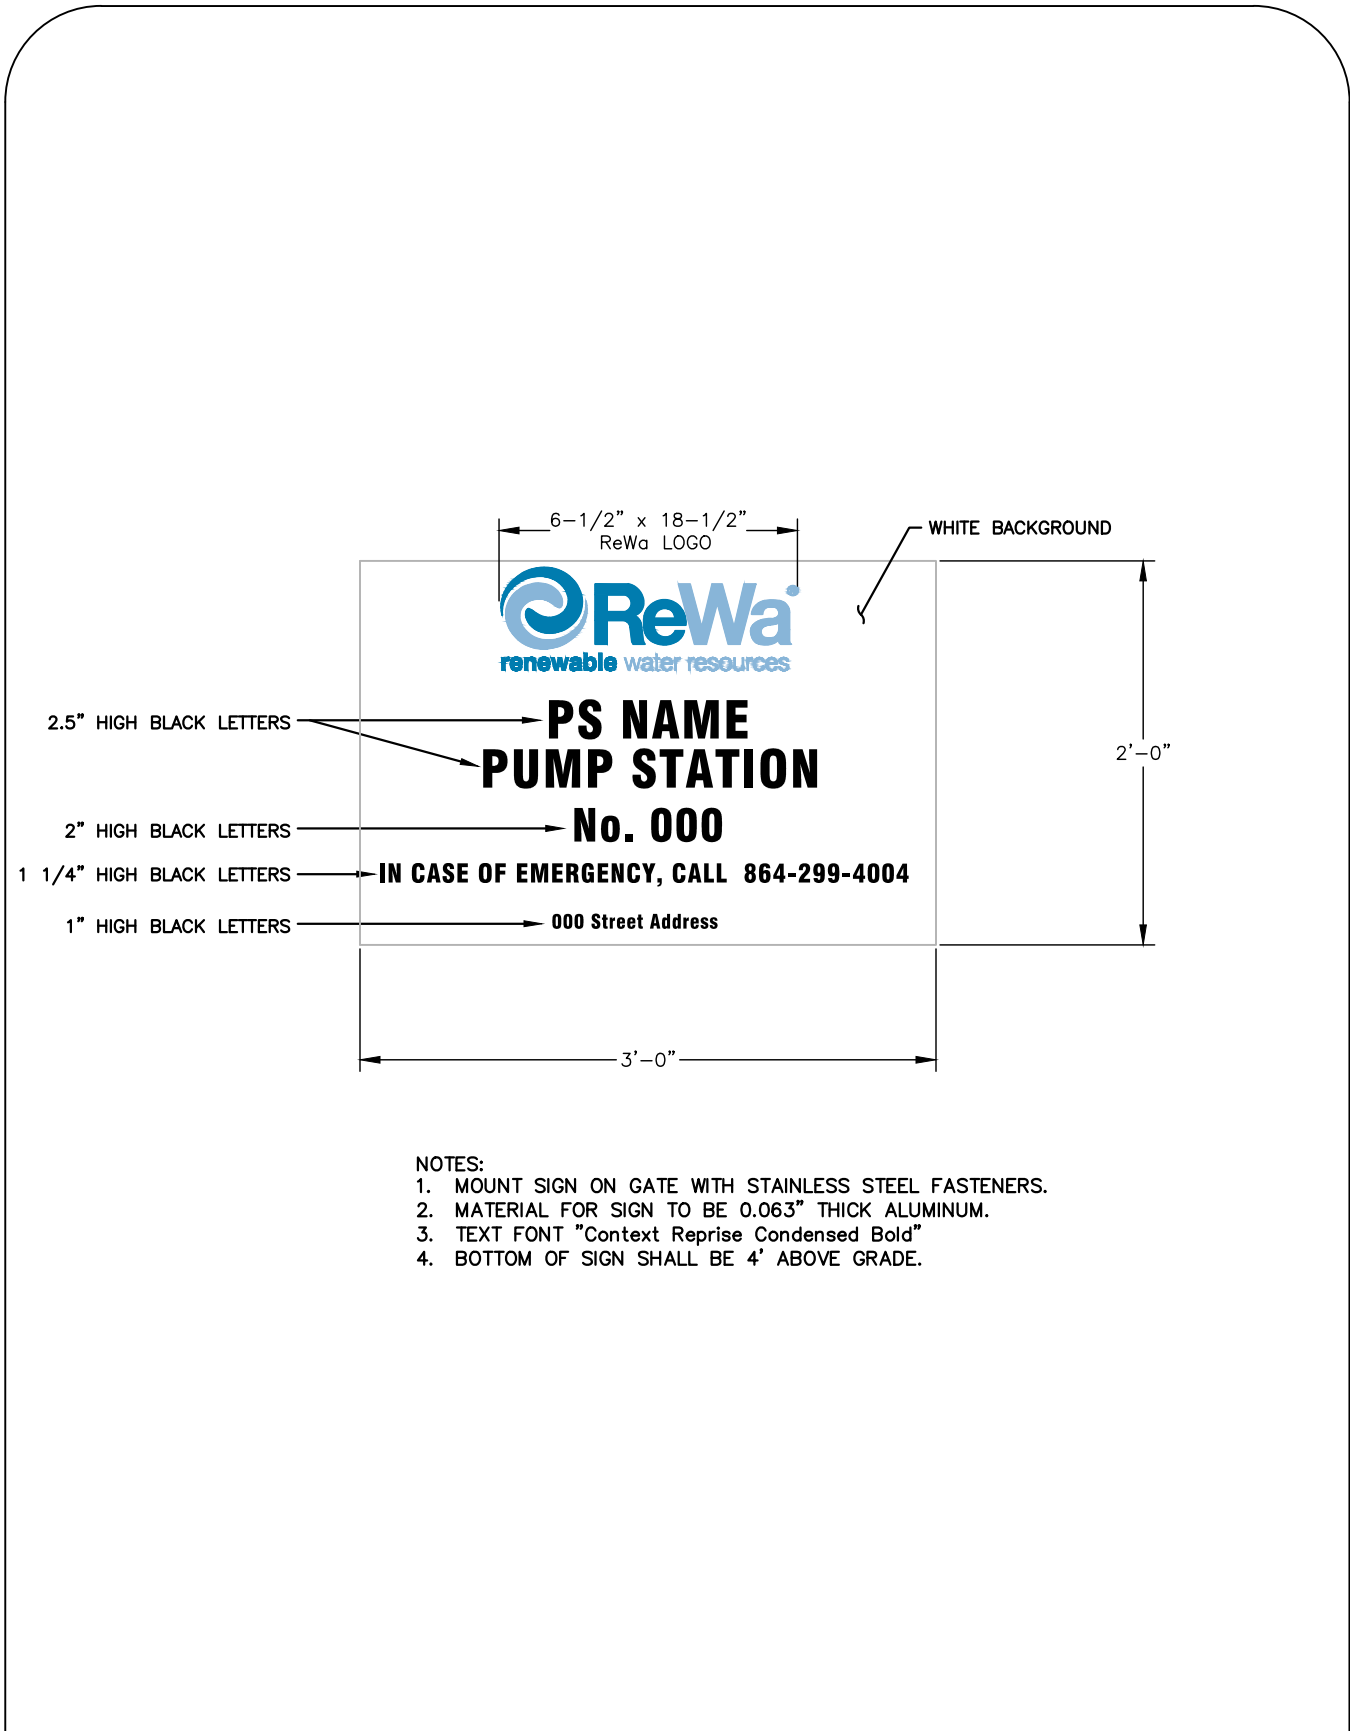 6-1/2" x 18-1/2"
ReWa LOGO
WHITE BACKGROUND
ReWa
renewable water resources
2.5" HIGH BLACK LETTERS
PS NAME
PUMP STATION
2'-0"
2" HIGH BLACK LETTERS
No. 000
1 1/4" HIGH BLACK LETTERS
IN CASE OF EMERGENCY, CALL 864-299-4004
1" HIGH BLACK LETTERS
000 Street Address
3'-0"
NOTES:
1. MOUNT SIGN ON GATE WITH STAINLESS STEEL FASTENERS.
2. MATERIAL FOR SIGN TO BE 0.063" THICK ALUMINUM.
3. TEXT FONT "Context Reprise Condensed Bold"
4. BOTTOM OF SIGN SHALL BE 4' ABOVE GRADE.